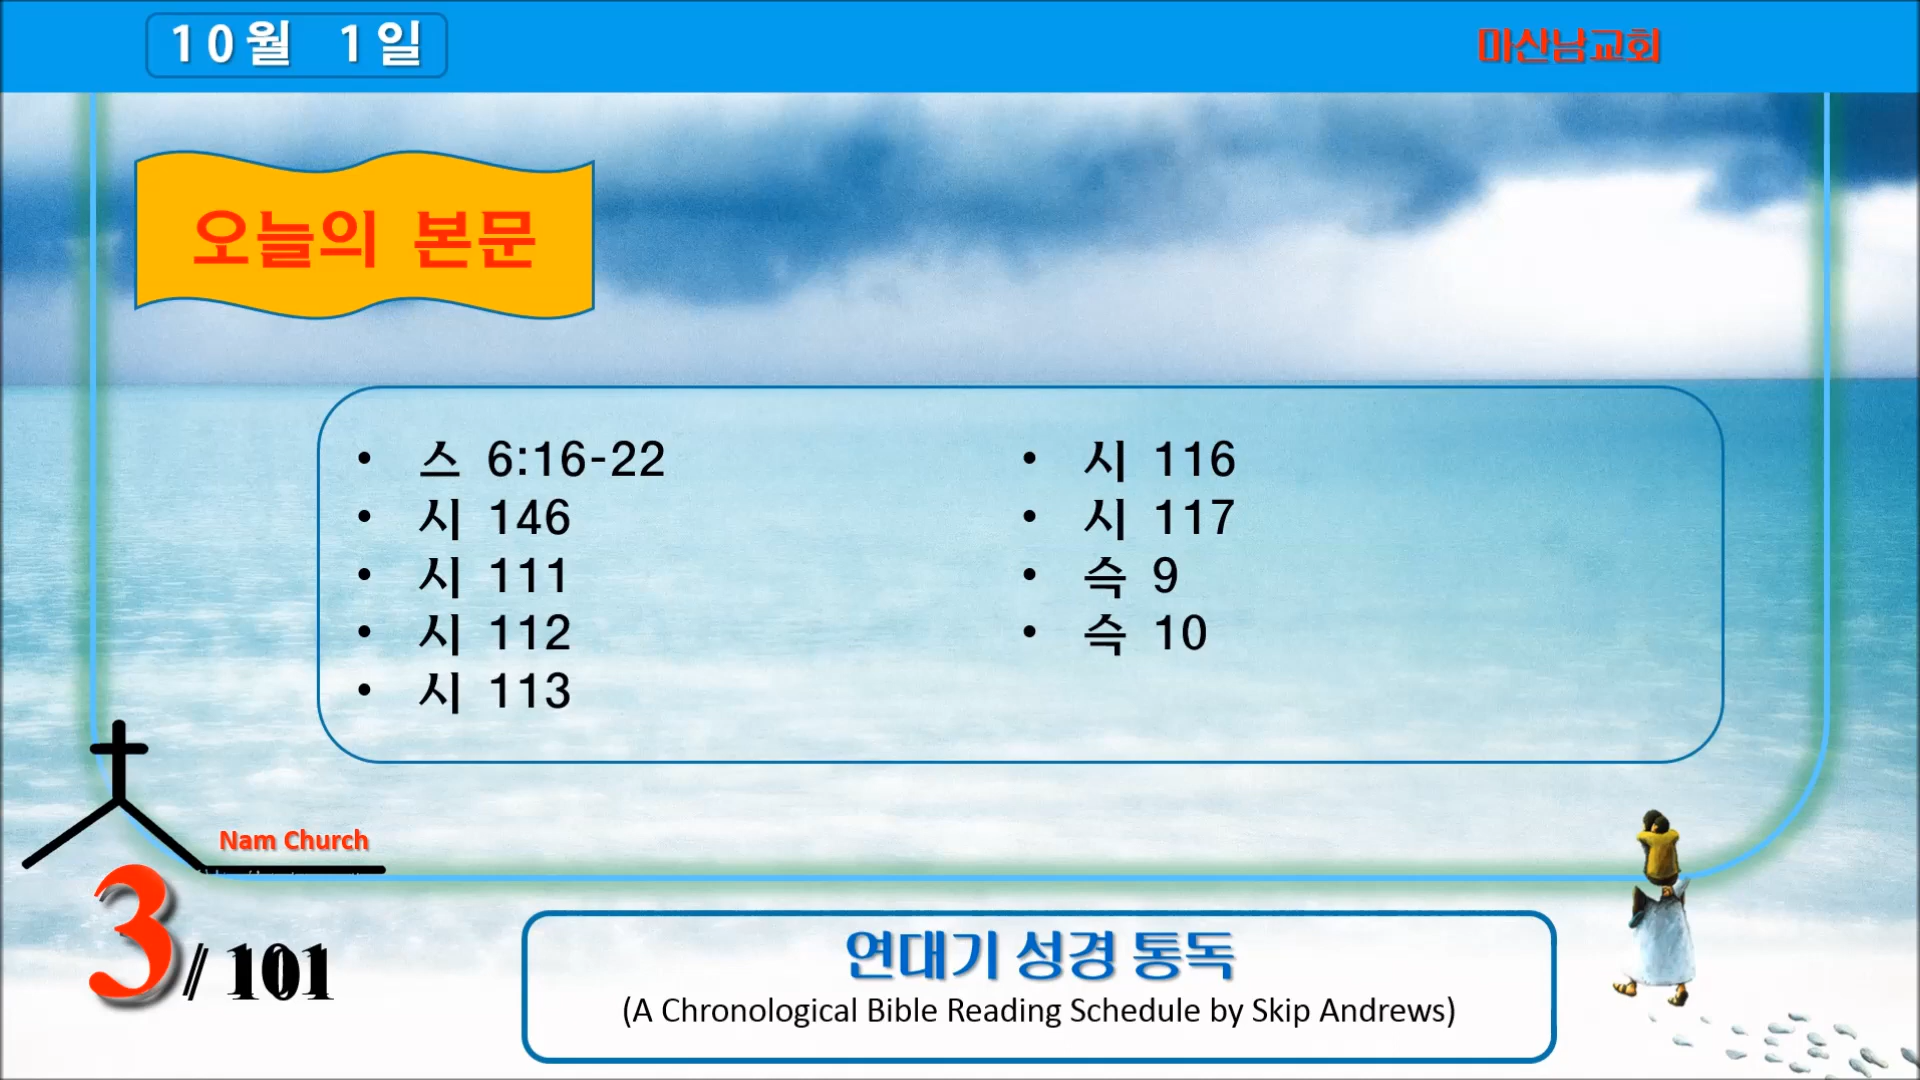 10월 1일
마산남교회
오늘의 본문
• 스 6:16-22
• 시 146
• 시 111
• 시 112
• 시 113
• 시 116
• 시 117
• 슥 9
• 슥 10
Nam Church
3 / 101
연대기 성경 통독
(A Chronological Bible Reading Schedule by Skip Andrews)